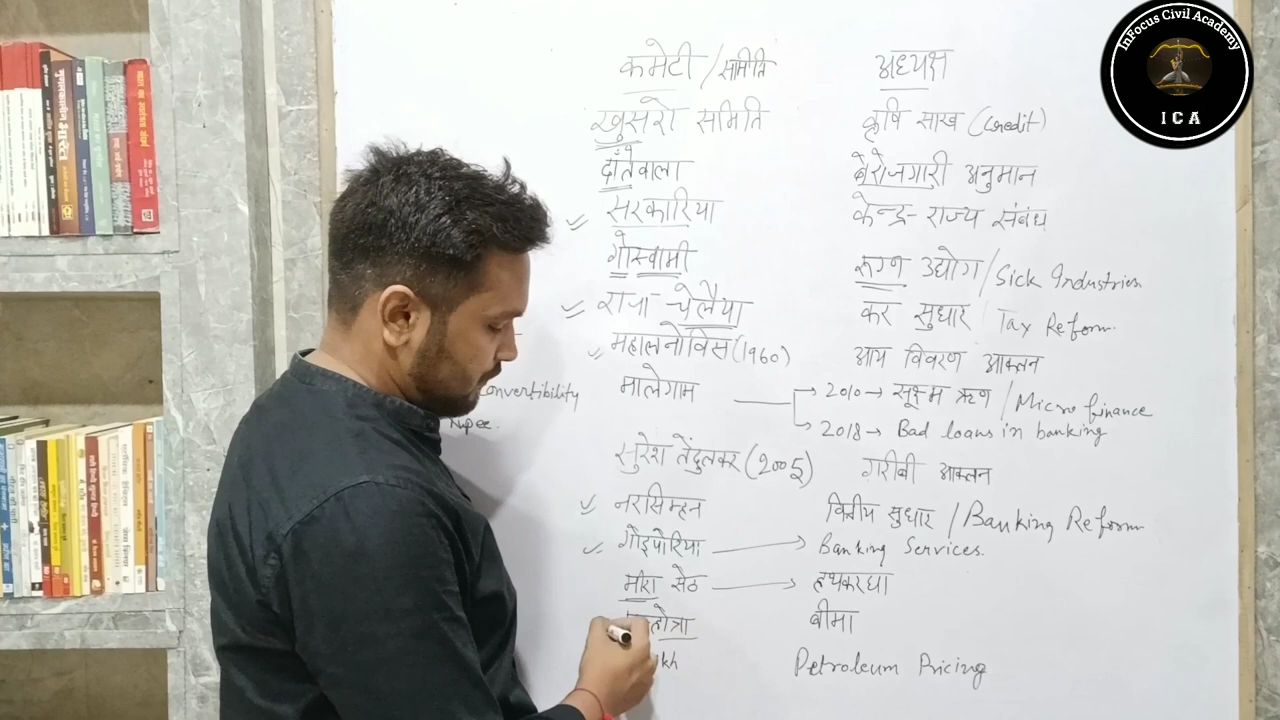 InFocus Civil Academy
ICA
कमेटी / समिति अध्यक्ष
खुसरो समिति कृषि साख (Credit)
दाँतेवाला बेरोजगारी अनुमान
सरकारिया केन्द्र-राज्य संबंध
गोस्वामी रुग्ण उद्योग / Sick Industries
राजा चेलैया कर सुधार / Tax Reform.
महालनोविस (1960) आय विवरण आकलन
Convertibility मालेगाम 2010 → सूक्ष्म ऋण / Micro finance
Rupee. 2018 → Bad loans in banking
सुरेश तेंदुलकर (2005) गरीबी आकलन
नरसिम्हन वित्तीय सुधार / Banking Reform
गोइपोरिया → Banking Services.
मीरा सेठ → हथकरघा
बीमा
Petroleum Pricing